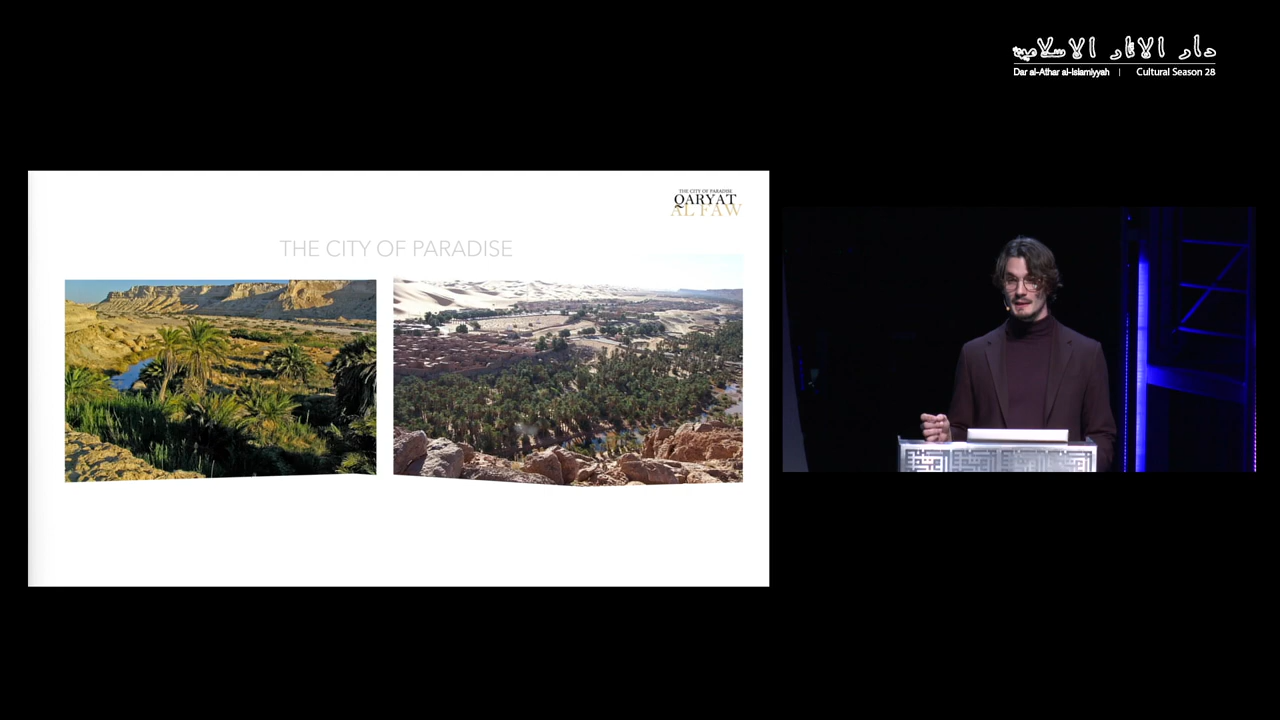 دار الآثار الإسلامية
Dar al-Athar al-Islamiyyah | Cultural Season 28
THE CITY OF PARADISE
QARYAT
AL FAW
THE CITY OF PARADISE